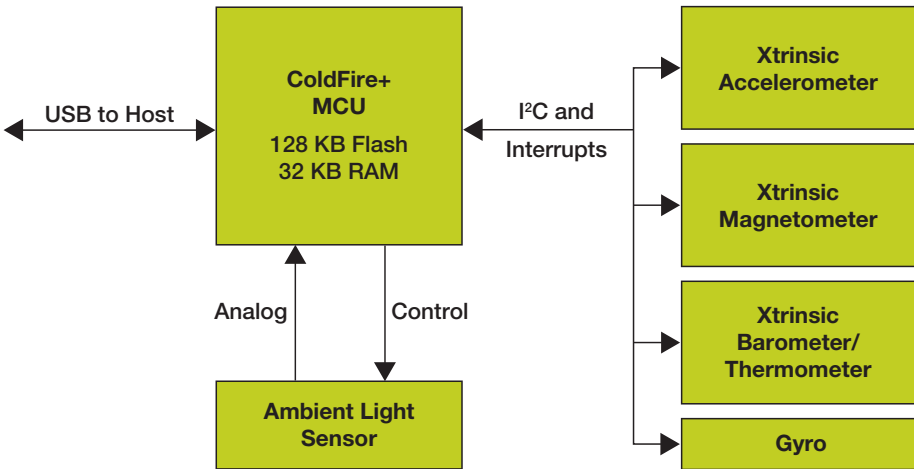 ColdFire+
MCU
128 KB Flash
32 KB RAM
USB to Host
I²C and
Interrupts
Xtrinsic
Accelerometer
Xtrinsic
Magnetometer
Xtrinsic
Barometer/
Thermometer
Gyro
Analog
Control
Ambient Light
Sensor